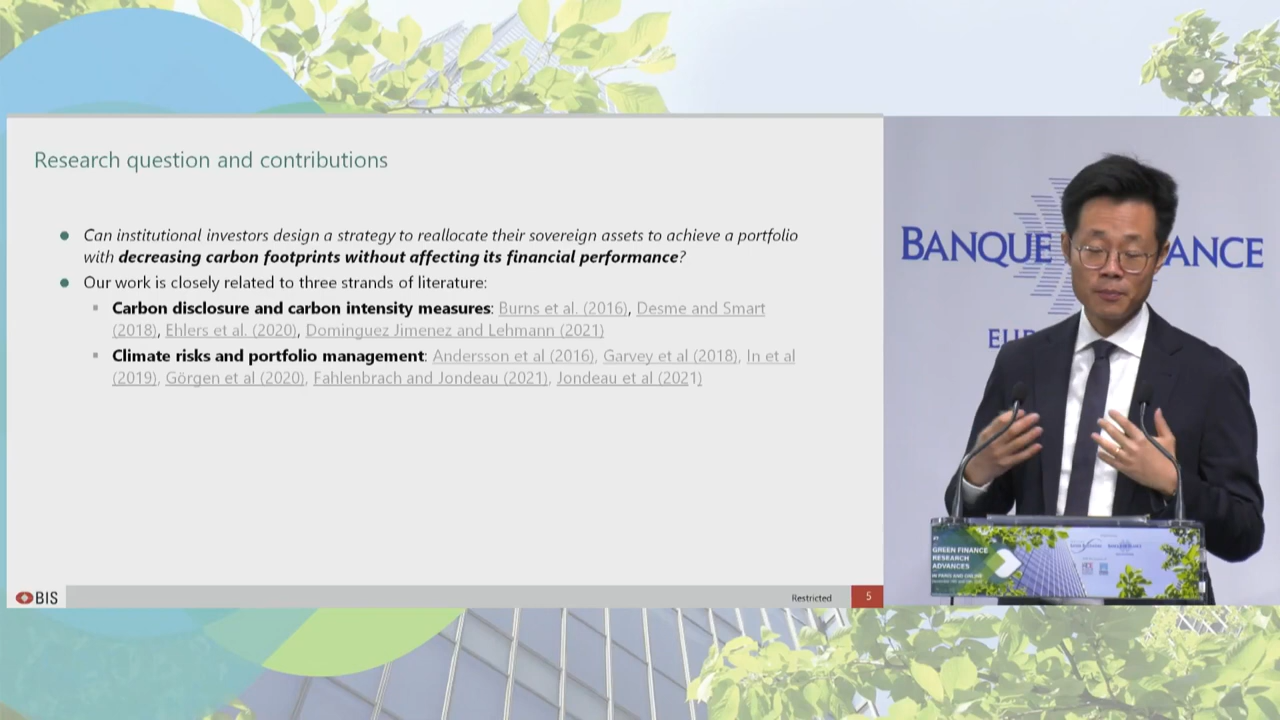 Research question and contributions
Can institutional investors design a strategy to reallocate their sovereign assets to achieve a portfolio
with decreasing carbon footprint without affecting its financial performance?
Our work is closely related to three strands of literature:
Carbon disclosure and carbon intensity measures: Burns et al. (2016), Desme and Smart
(2018), Ehlers et al. (2020), Dominguez Jimenez and Lehmann (2021)
Climate risks and portfolio management: Andersson et al (2016), Garvey et al (2018), In et al
(2019), Görgen et al (2020), Fahlenbrach and Jondeau (2021), Jondeau et al (2021)
BIS
Restricted
5
BANQUE
ANCE
GREEN FINANCE
RESEARCH
ADVANCES
IN PARIS AND ONLINE